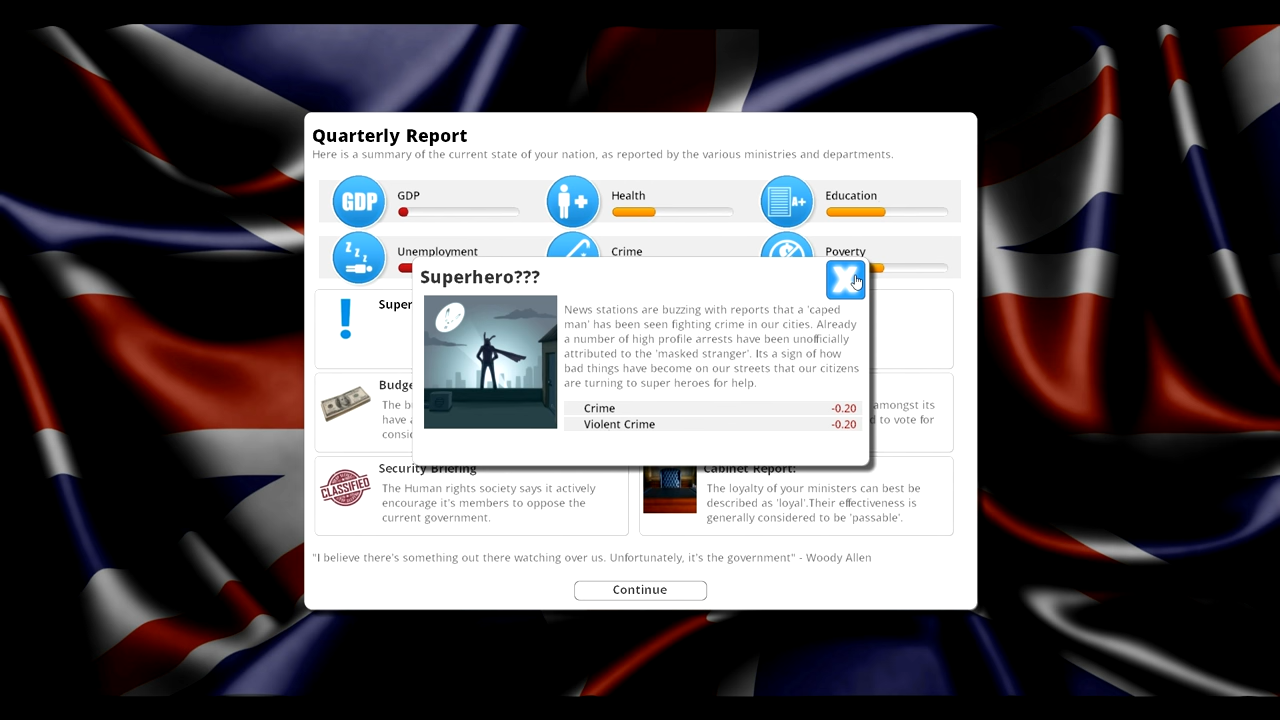 Quarterly Report
Here is a summary of the current state of your nation, as reported by the various ministries and departments.
GDP
GDP
Health
A+
Education
Z Z Z
Unemployment
Crime
Poverty
Superhero???
X
News stations are buzzing with reports that a 'caped
man' has been seen fighting crime in our cities. Already
a number of high profile arrests have been unofficially
attributed to the 'masked stranger'. Its a sign of how
bad things have become on our streets that our citizens
are turning to super heroes for help.
Crime -0.20
Violent Crime -0.20
Super
Budge
The b
have a
consid
amongst its
d to vote for
Security Briefing
CLASSIFIED
The Human rights society says it actively
encourage it's members to oppose the
current government.
Cabinet Report:
The loyalty of your ministers can best be
described as 'loyal'.Their effectiveness is
generally considered to be 'passable'.
"I believe there's something out there watching over us. Unfortunately, it's the government" - Woody Allen
Continue